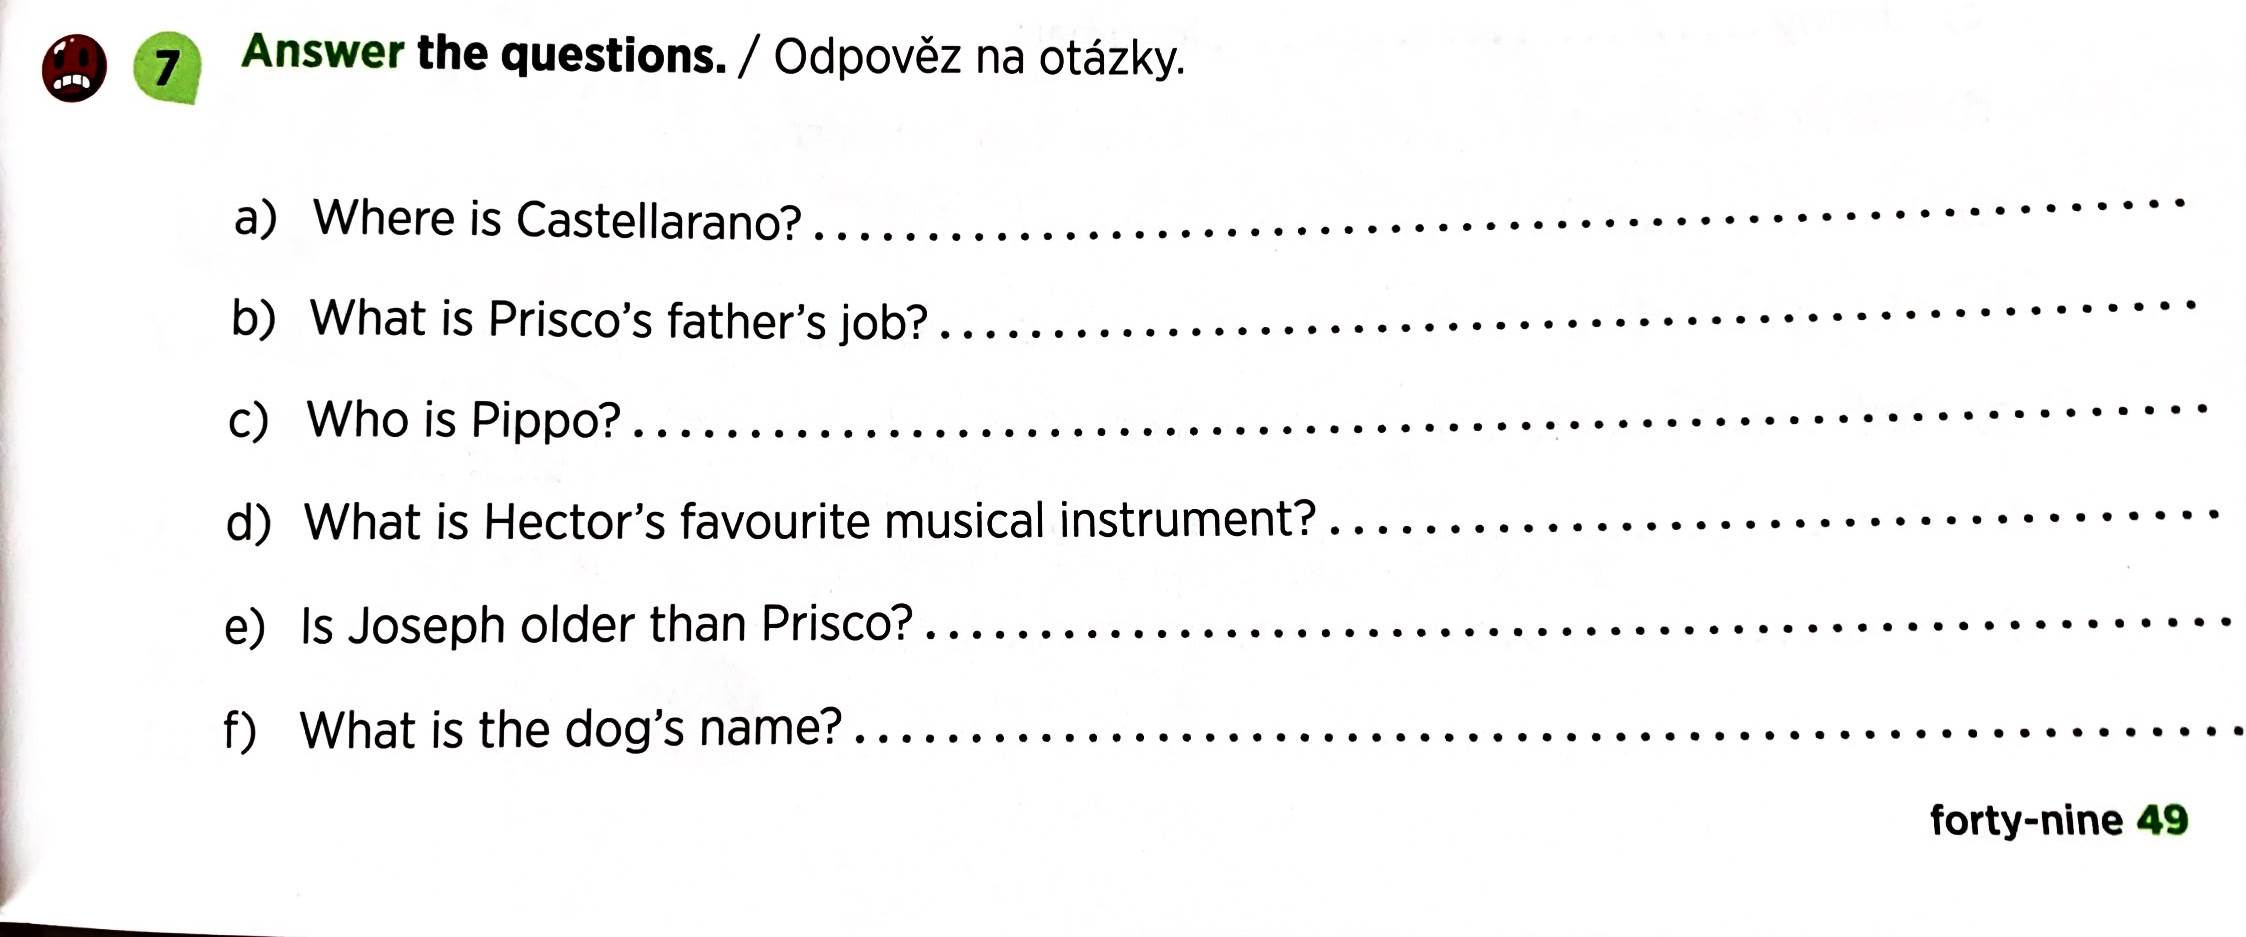 7 Answer the questions. / Odpověz na otázky.
a) Where is Castellarano? ............................................................
b) What is Prisco's father's job? ......................................................
c) Who is Pippo? ....................................................................
d) What is Hector's favourite musical instrument? ......................................
e) Is Joseph older than Prisco? ........................................................
f) What is the dog's name? ..........................................................
forty-nine 49